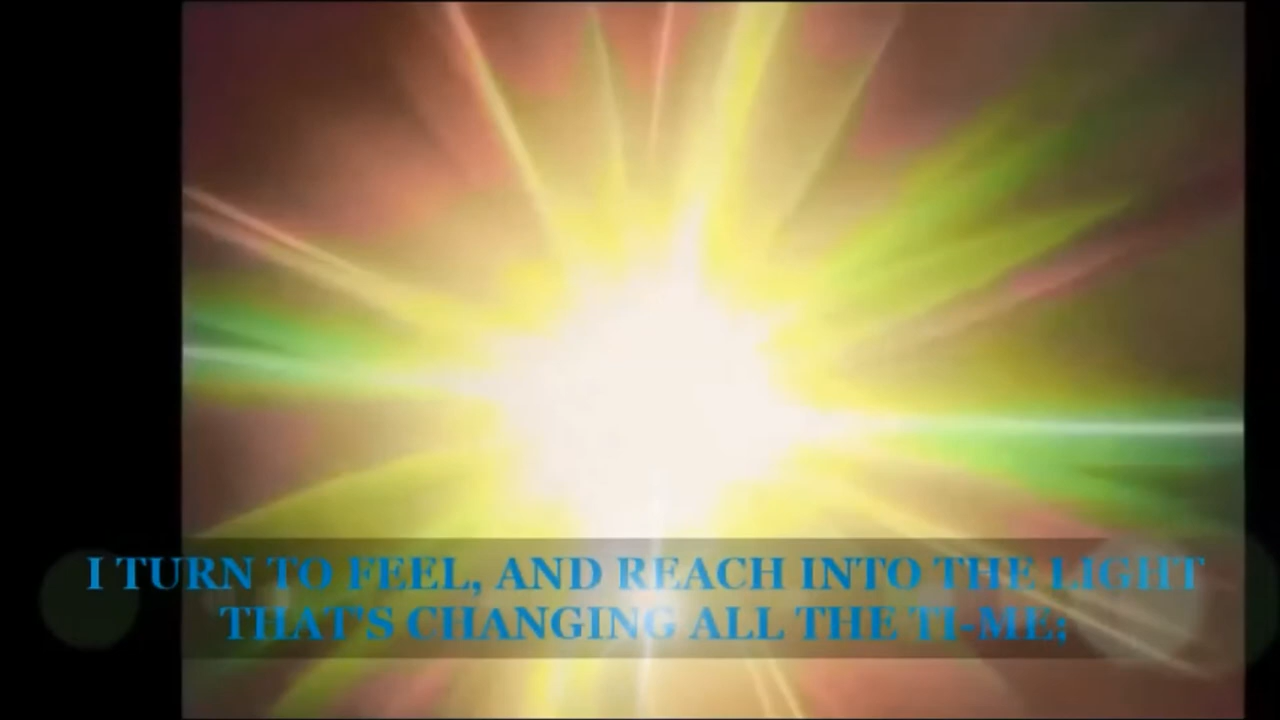 I TURN TO FEEL, AND REACH INTO THE LIGHT
THAT'S CHANGING ALL THE TI-ME;